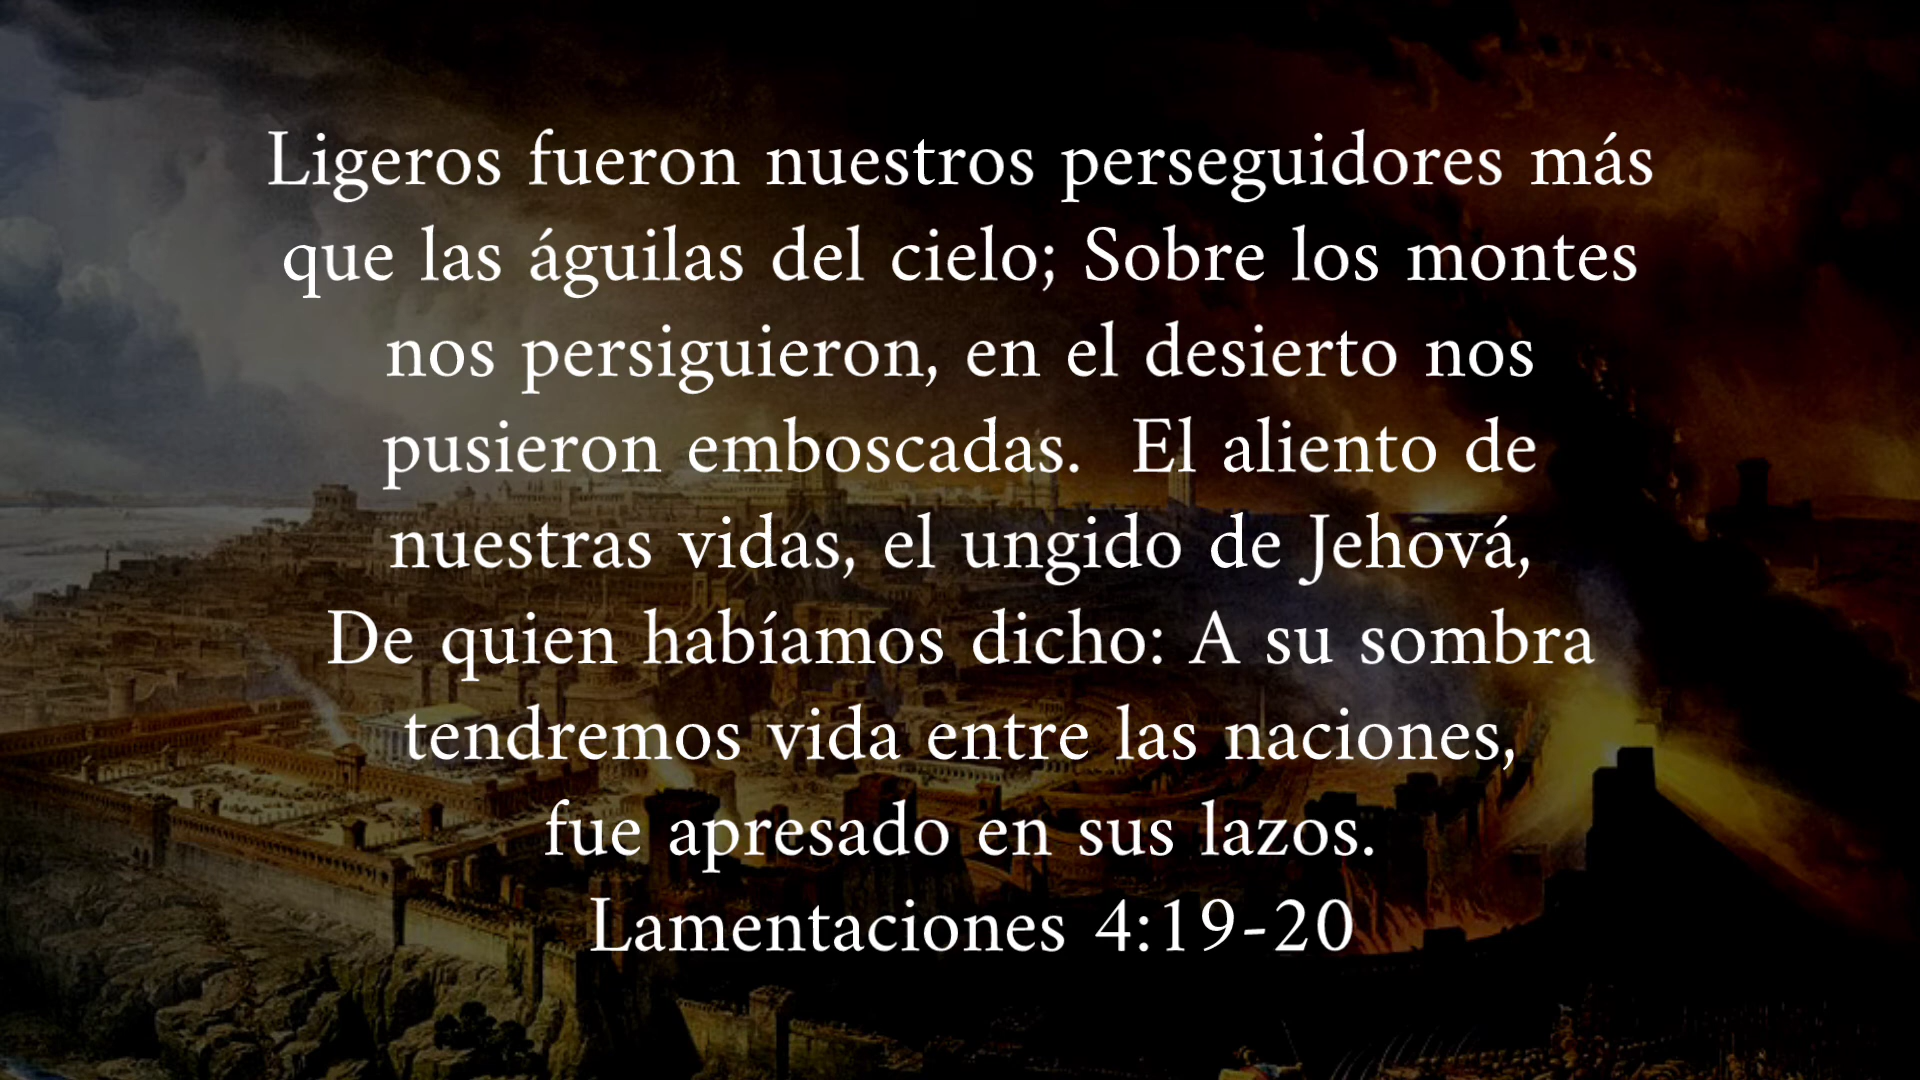 Ligeros fueron nuestros perseguidores más
que las águilas del cielo; Sobre los montes
nos persiguieron, en el desierto nos
pusieron emboscadas.  El aliento de
nuestras vidas, el ungido de Jehová,
De quien habíamos dicho: A su sombra
tendremos vida entre las naciones,
fue apresado en sus lazos.
Lamentaciones 4:19-20